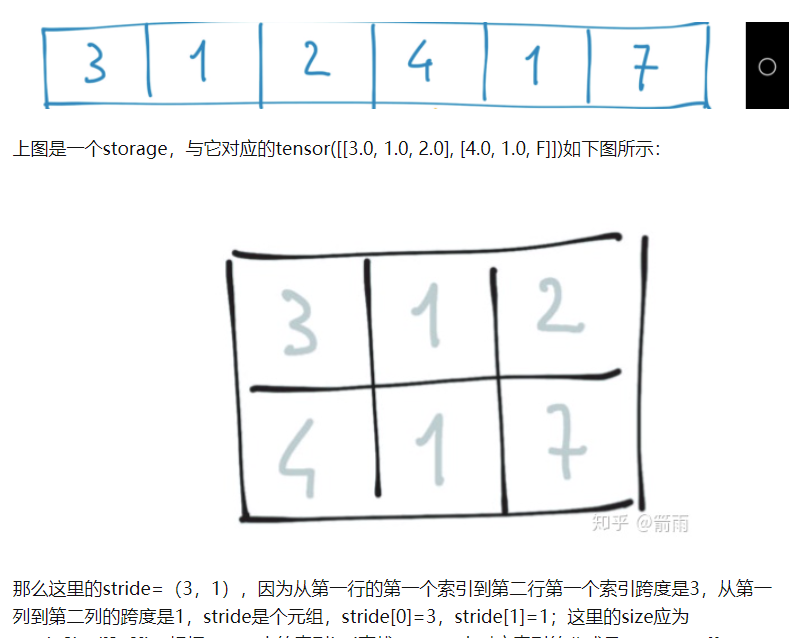 3 1 2 4 1 7
上图是一个storage，与它对应的tensor([[3.0, 1.0, 2.0], [4.0, 1.0, F]])如下图所示：
3 1 2
4 1 7
知乎 @箭雨
那么这里的stride=（3，1），因为从第一行的第一个索引到第二行第一个索引跨度是3，从第一
列到第二列的跨度是1，stride是个元组，stride[0]=3，stride[1]=1；这里的size应为